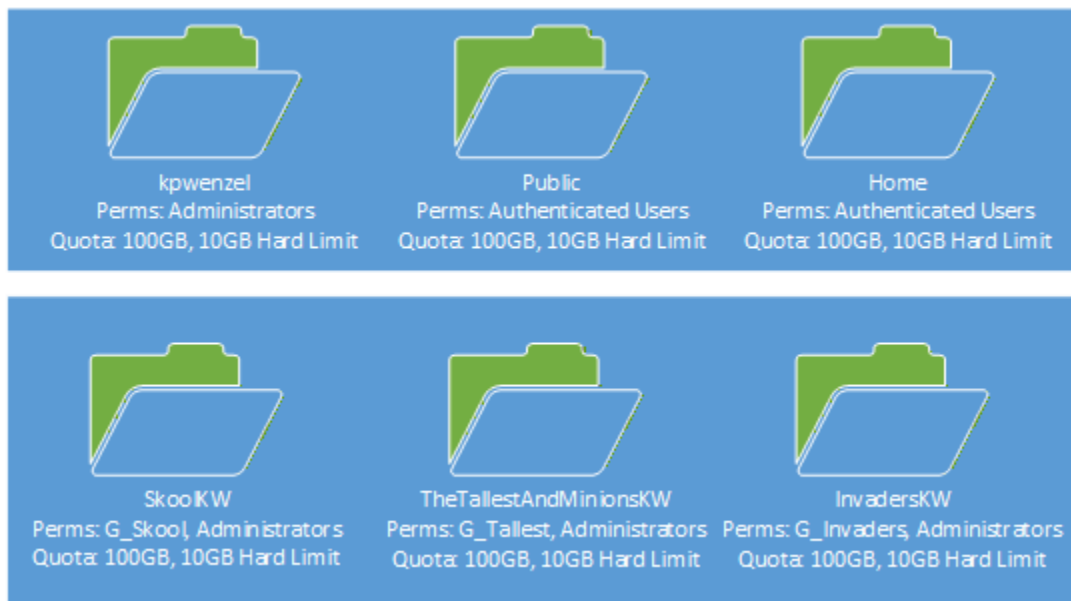 kpwenzel
Perms: Administrators
Quota: 100GB, 10GB Hard Limit
Public
Perms: Authenticated Users
Quota: 100GB, 10GB Hard Limit
Home
Perms: Authenticated Users
Quota: 100GB, 10GB Hard Limit
SkoolKW
Perms: G_Skool, Administrators
Quota: 100GB, 10GB Hard Limit
TheTallestAndMinionsKW
Perms: G_Tallest, Administrators
Quota: 100GB, 10GB Hard Limit
InvadersKW
Perms: G_Invaders, Administrators
Quota: 100GB, 10GB Hard Limit